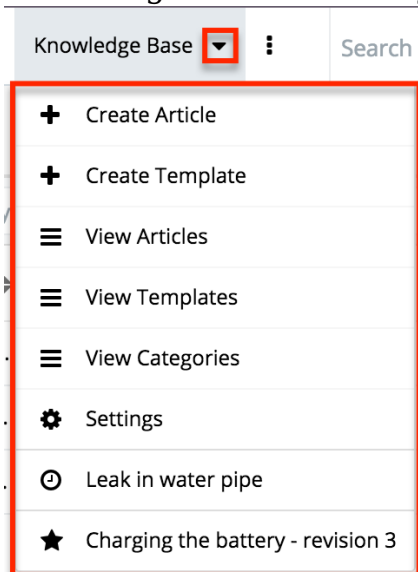 Knowledge Base
Search
Create Article
Create Template
View Articles
View Templates
View Categories
Settings
Leak in water pipe
Charging the battery - revision 3